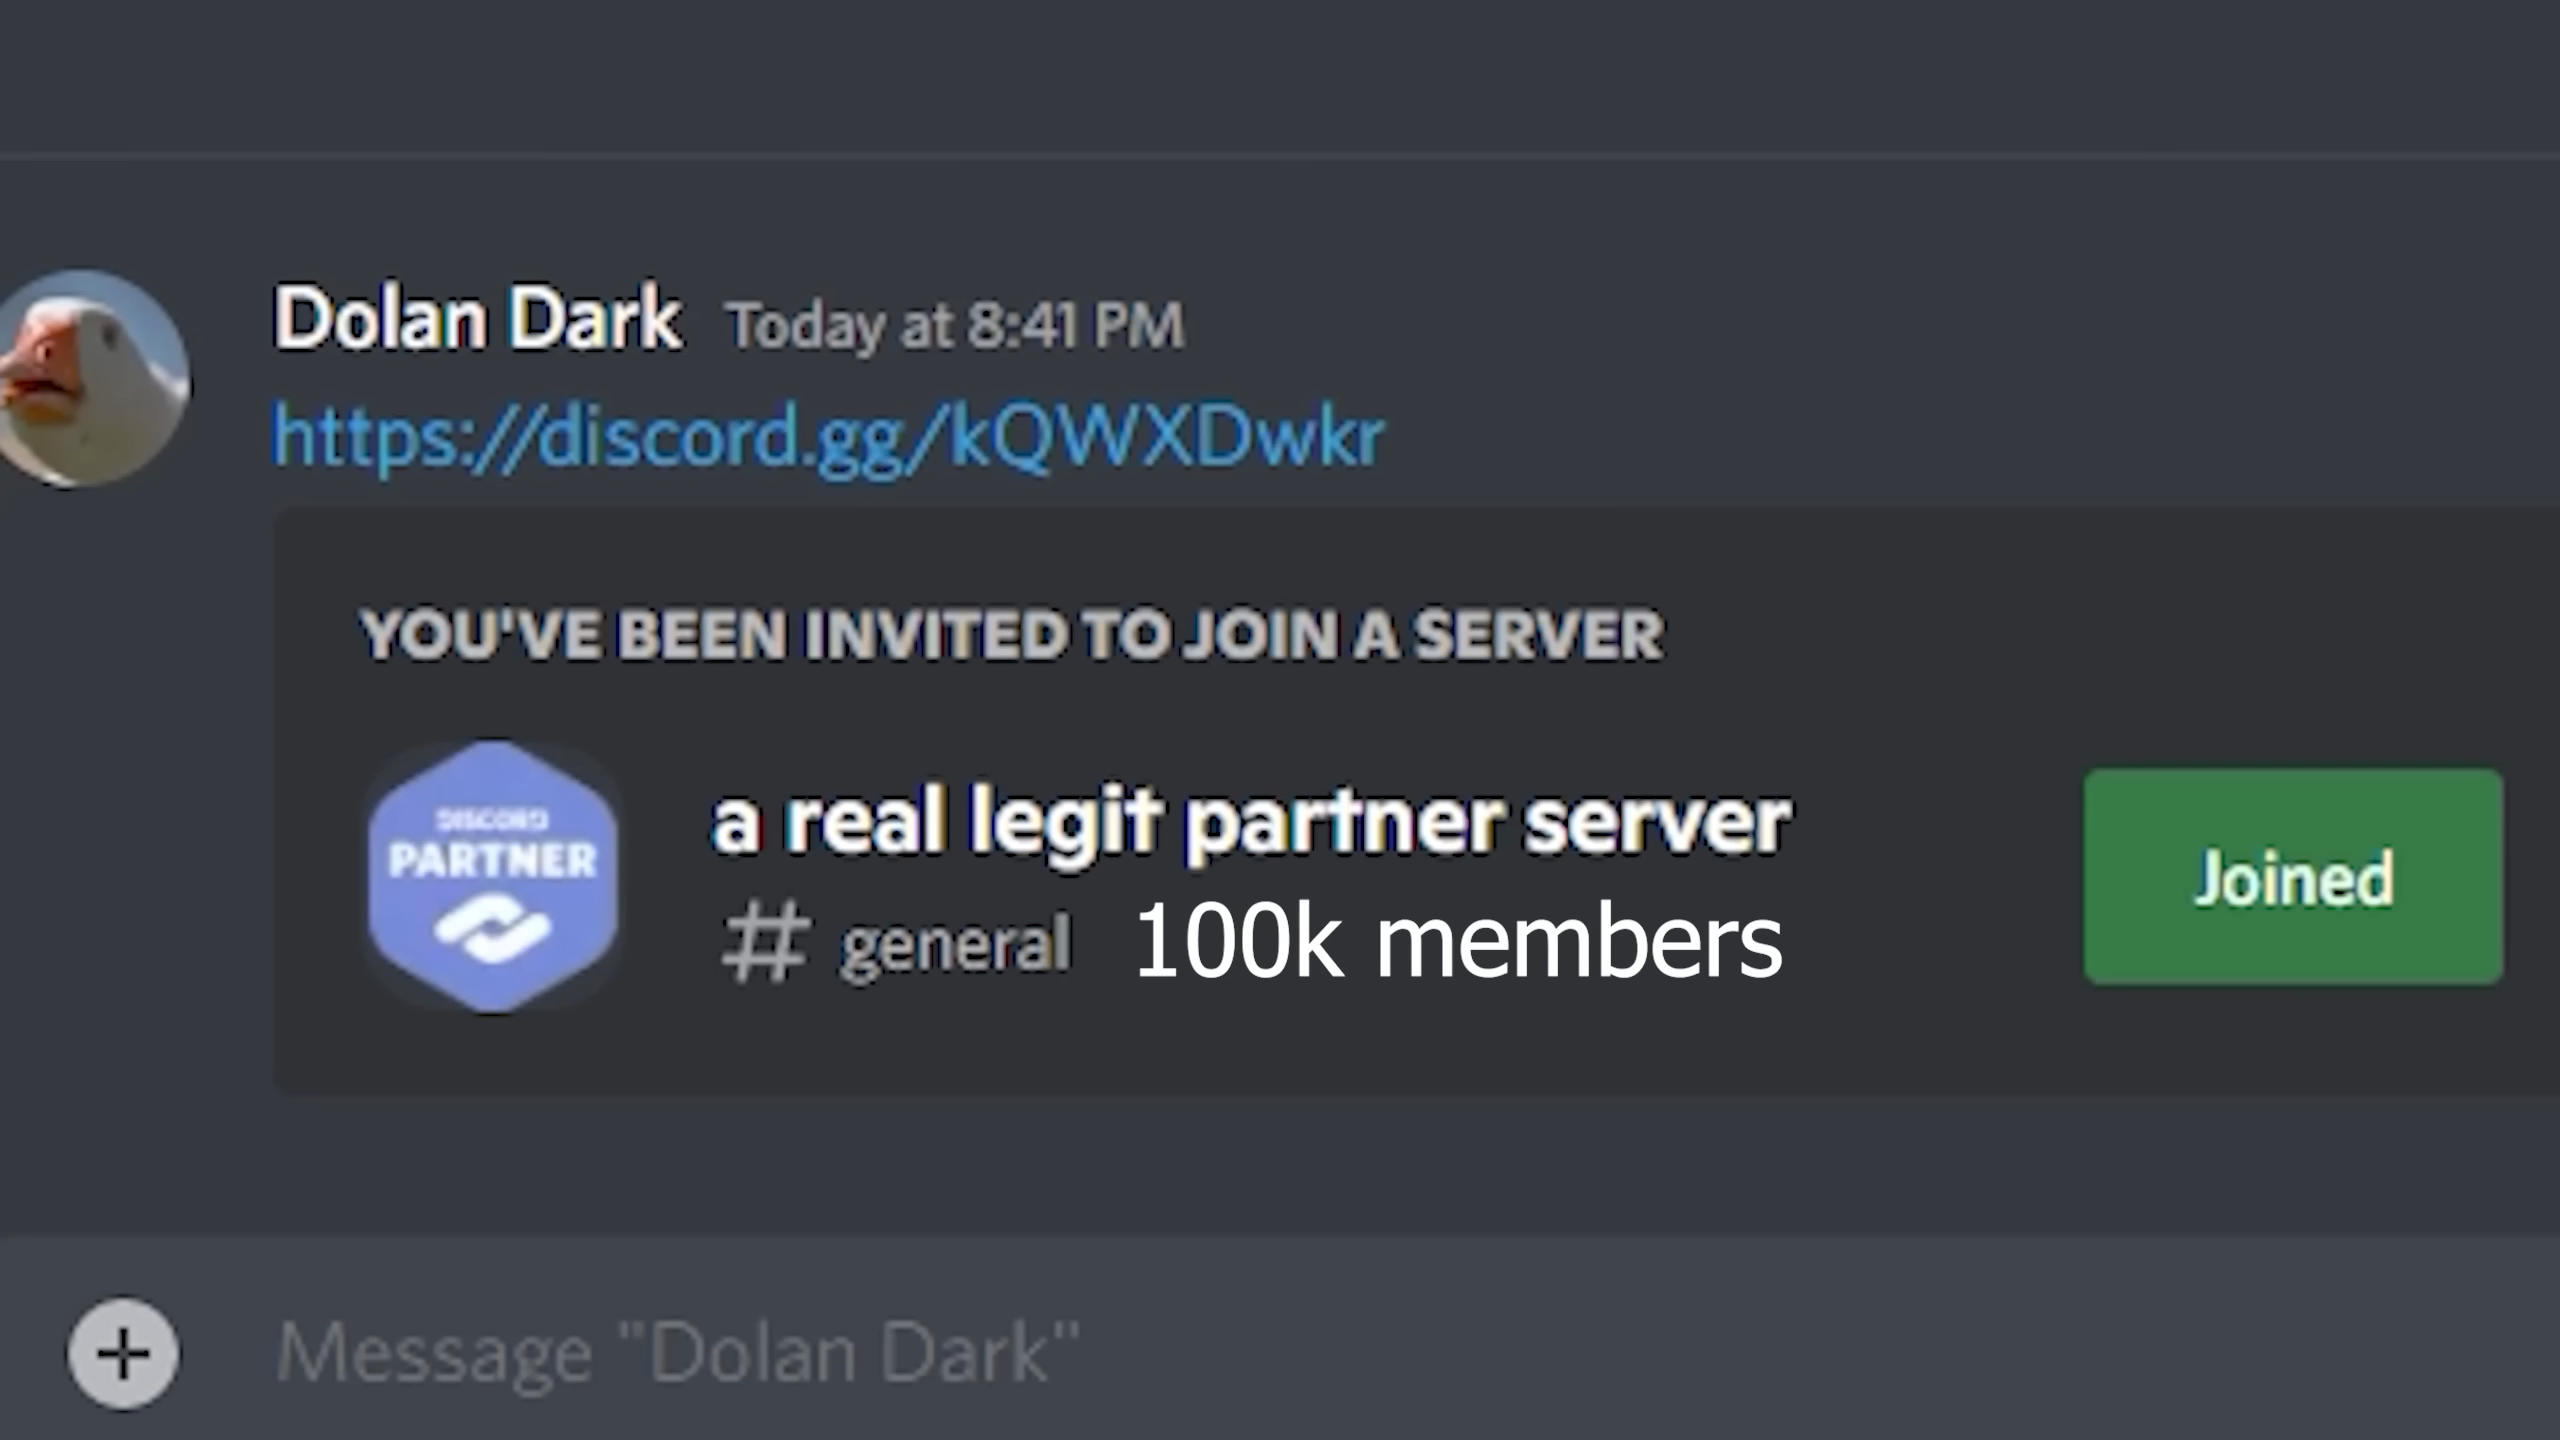 Dolan Dark Today at 8:41 PM
https://discord.gg/kQWXDwkr
YOU'VE BEEN INVITED TO JOIN A SERVER
DISCORD
PARTNER
a real legit partner server
# general 100k members
Joined
Message "Dolan Dark"